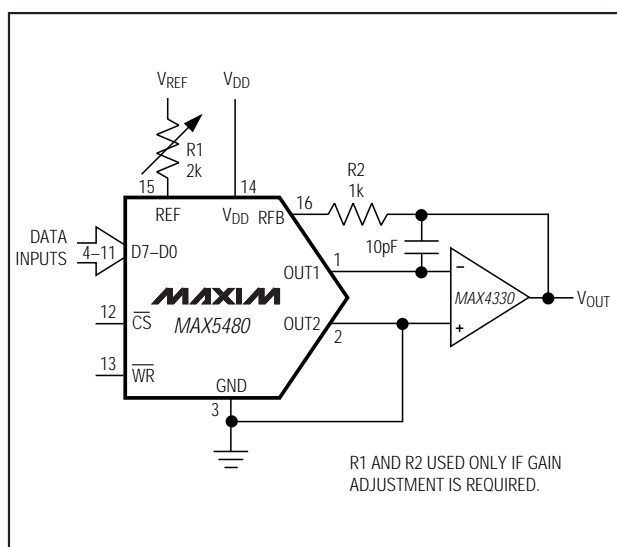 VREF
VDD
R1
2k
15
14
REF
VDD
RFB
16
R2
1k
DATA
INPUTS
4–11
D7–D0
1
OUT1
10pF
MAXIM
MAX5480
OUT2
2
–
+
MAX4330
VOUT
12
CS
13
WR
GND
3
R1 AND R2 USED ONLY IF GAIN
ADJUSTMENT IS REQUIRED.